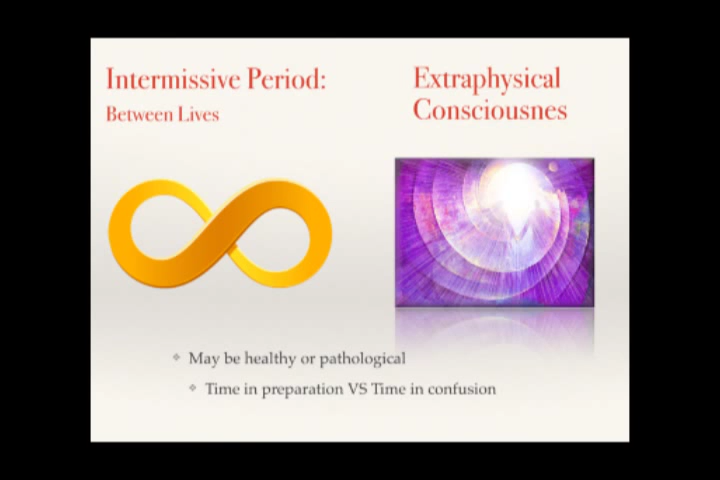 Intermissive Period:
Between Lives
Extraphysical
Consciousnes
May be healthy or pathological
Time in preparation VS Time in confusion